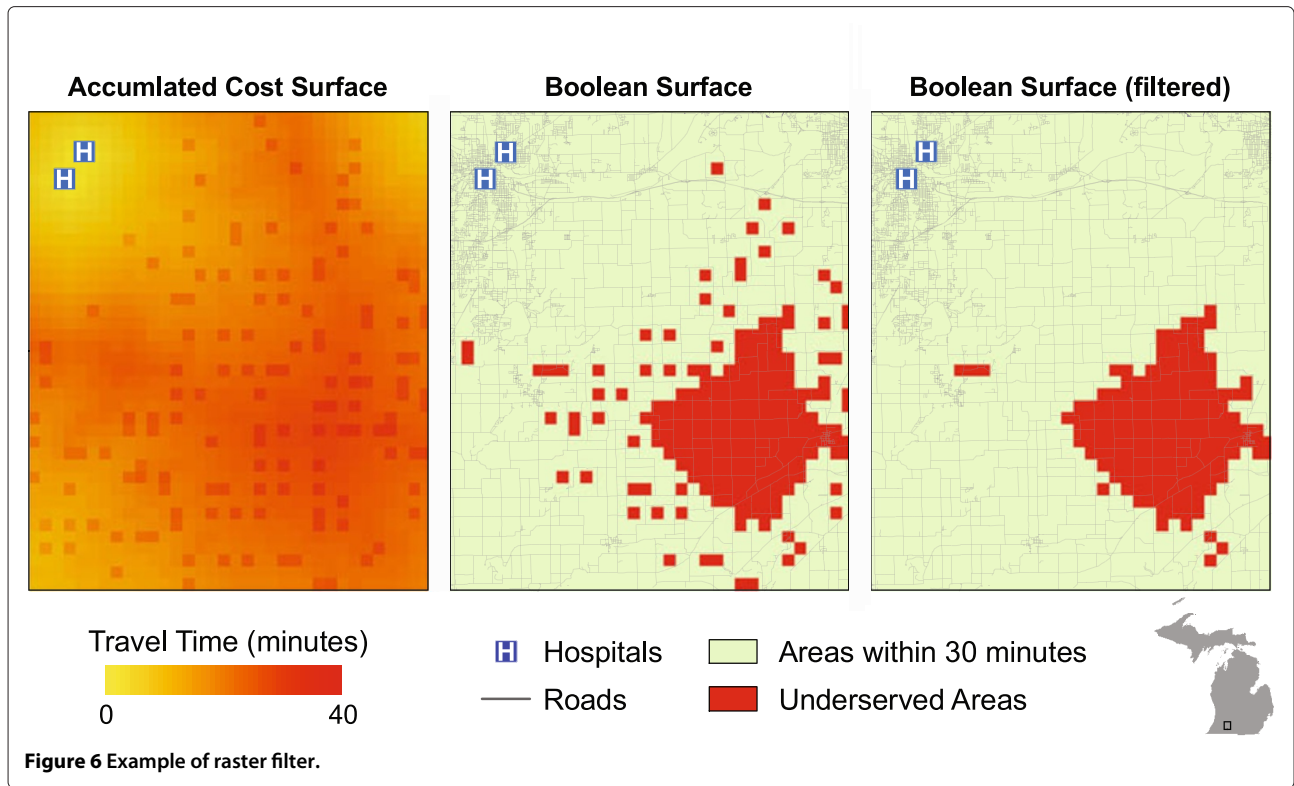 Accumlated Cost Surface
Boolean Surface
Boolean Surface (filtered)
H
H
H
H
H
H
Travel Time (minutes)
0 40
H Hospitals
Roads
Areas within 30 minutes
Underserved Areas
Figure 6 Example of raster filter.